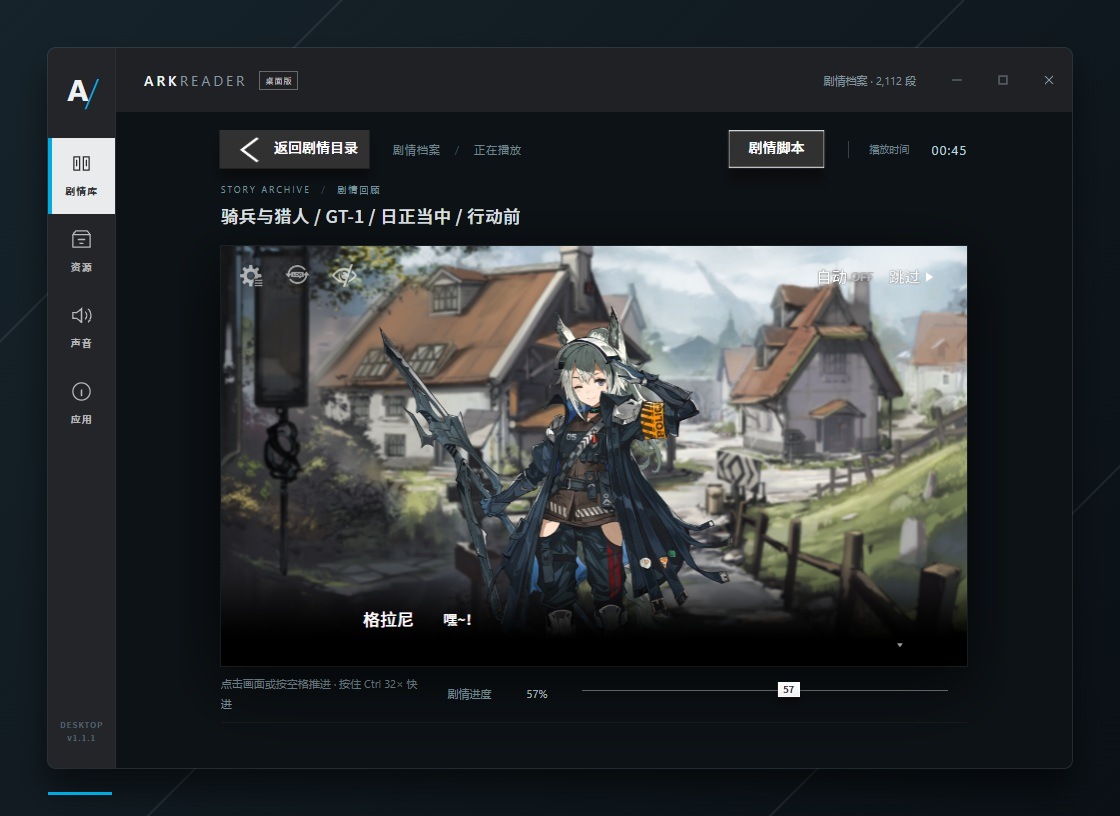 A/
ARKREADER 桌面版
剧情档案 · 2,112 段
剧情库
资源
声音
应用
DESKTOP
v1.1.1
返回剧情目录
剧情档案 / 正在播放
剧情脚本
播放时间 00:45
STORY ARCHIVE / 剧情回顾
骑兵与猎人 / GT-1 / 日正当中 / 行动前
自动 OFF 跳过
05
POLICE
格拉尼 嘿~!
点击画面或按空格推进 · 按住 Ctrl 32× 快
进
剧情进度 57%
57